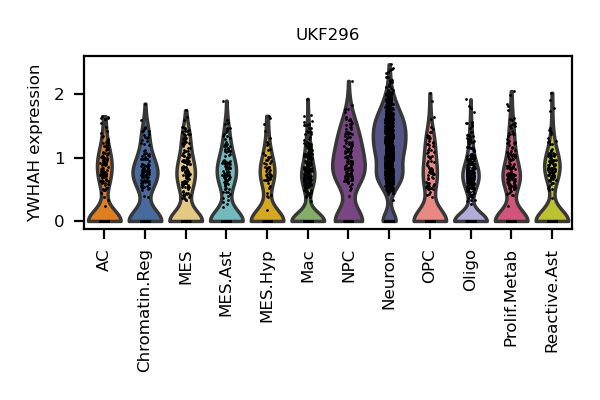 UKF296
YWHAH expression
2
1
0
AC
Chromatin.Reg
MES
MES.Ast
MES.Hyp
Mac
NPC
Neuron
OPC
Oligo
Prolif.Metab
Reactive.Ast